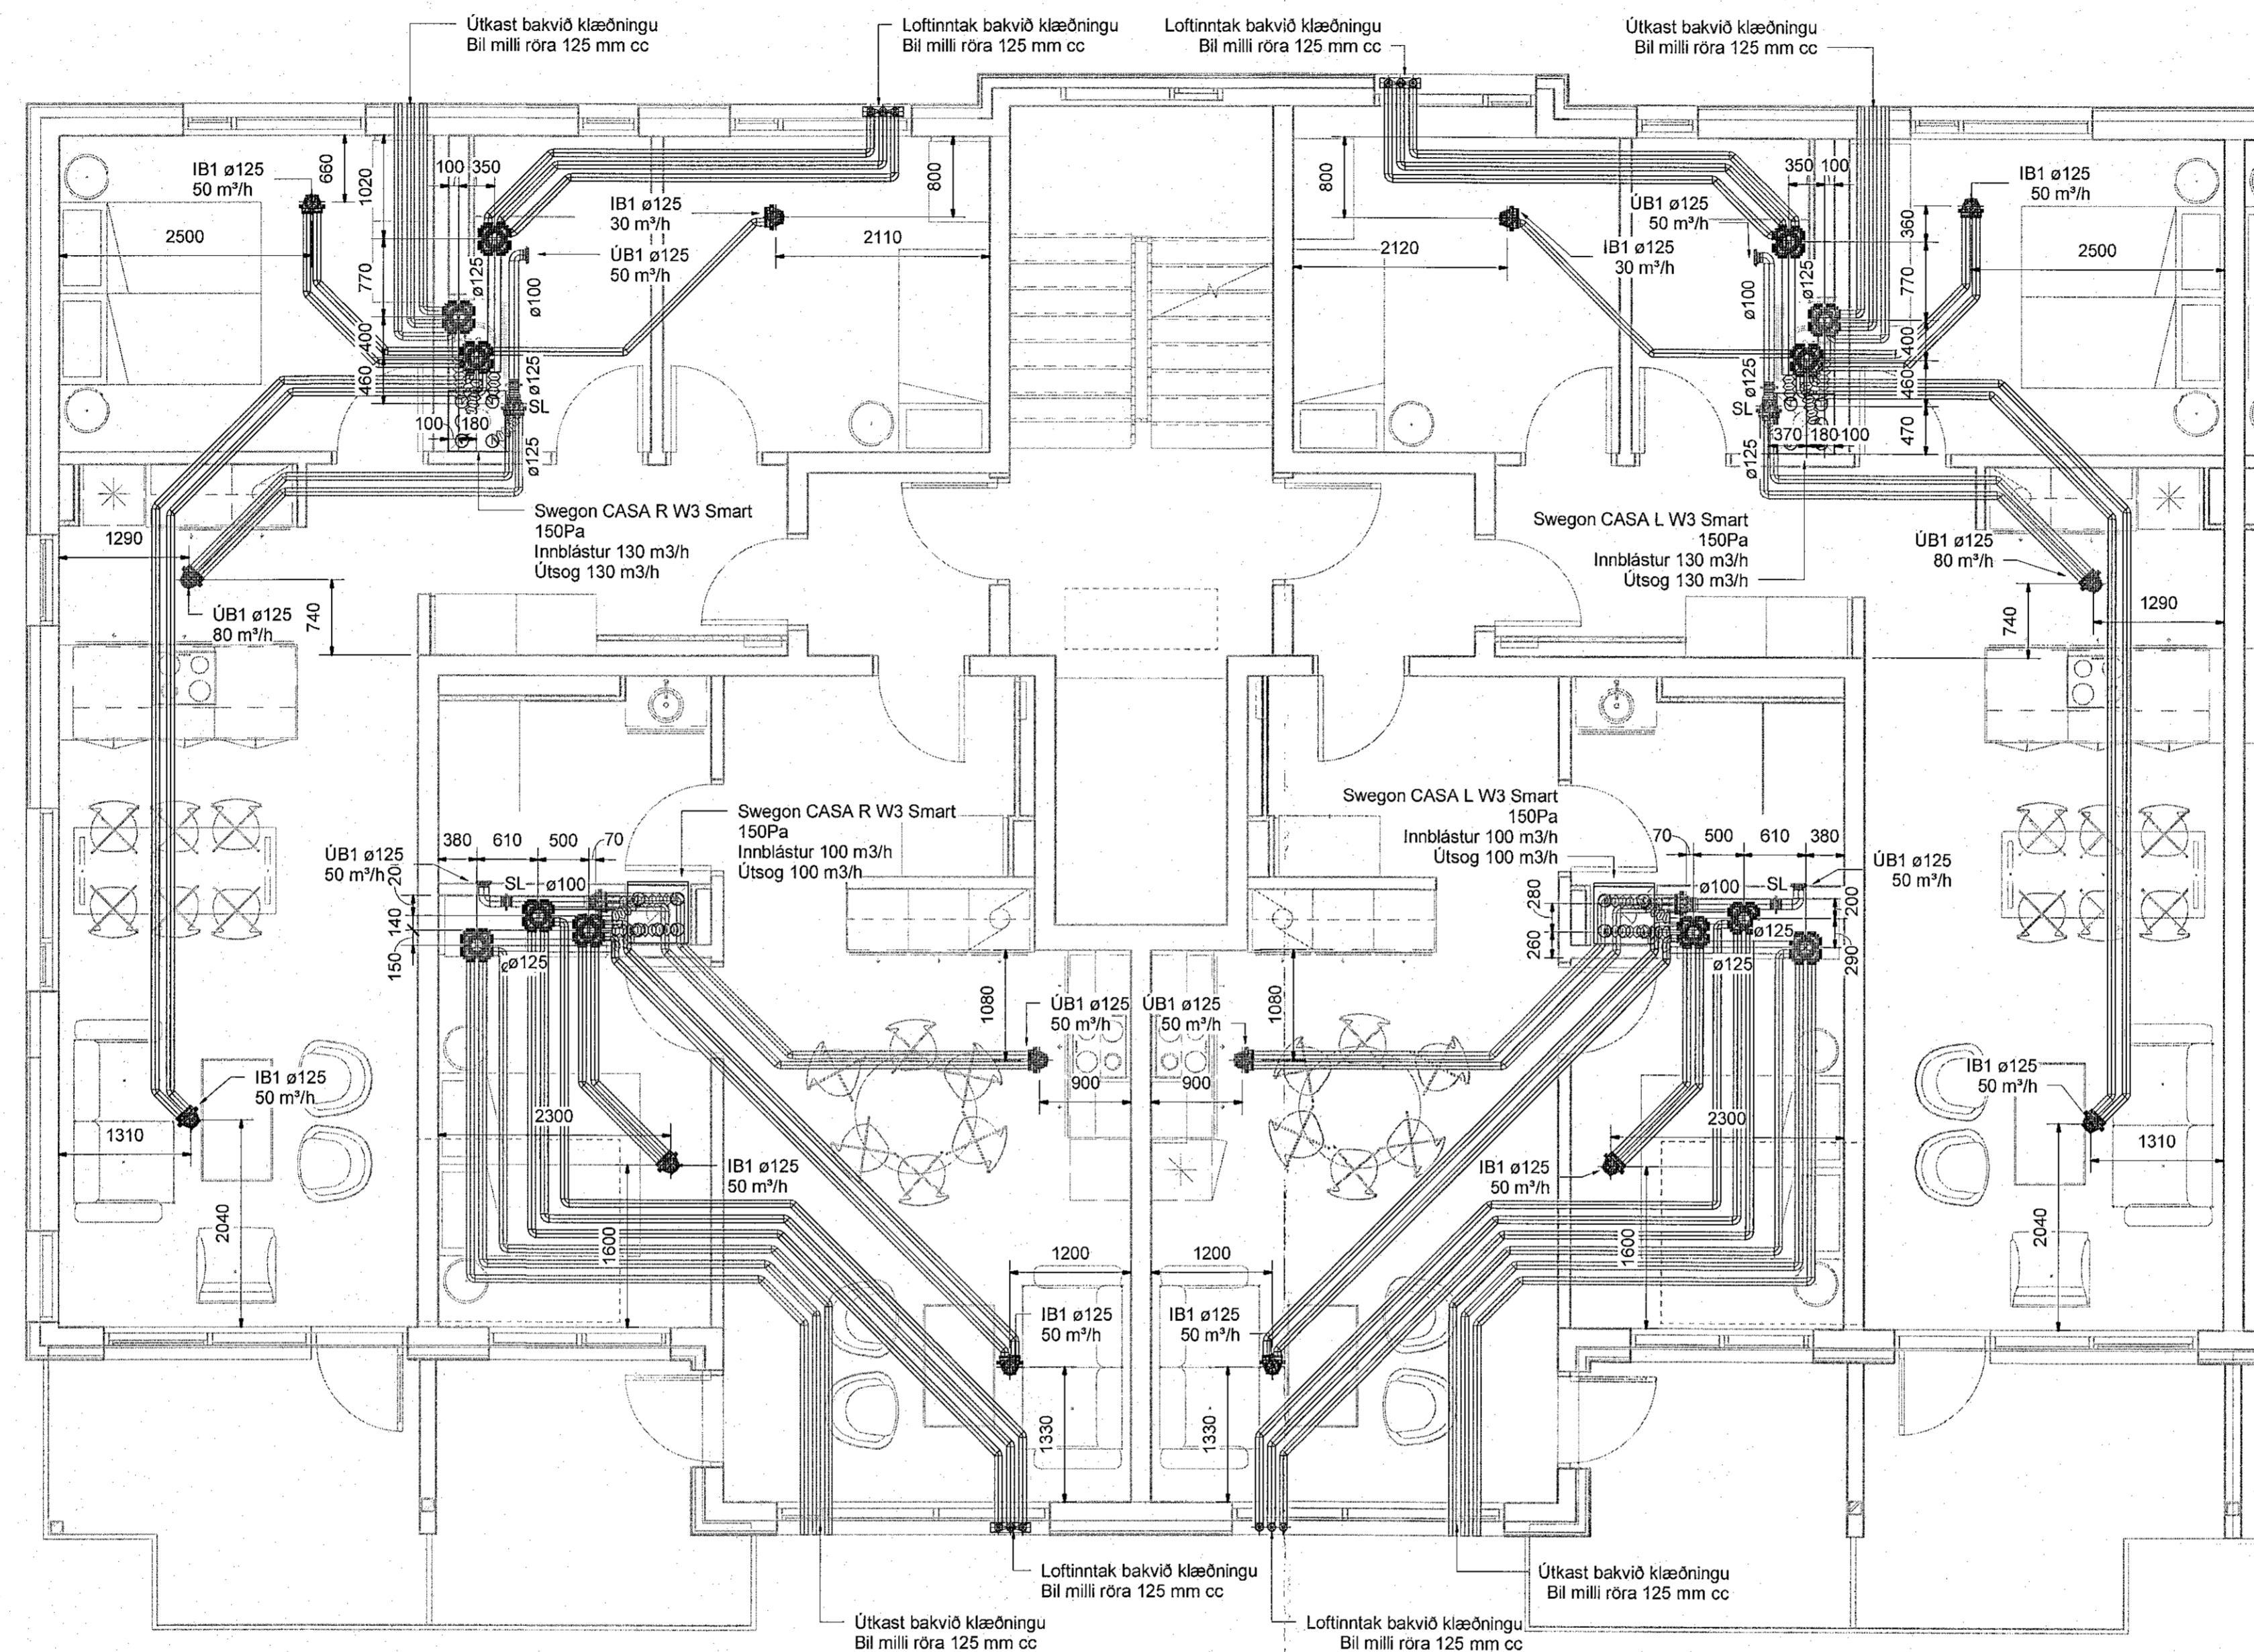 Útkast bakvið klæðningu
Bil milli röra 125 mm cc
Loftinntak bakvið klæðningu
Bil milli röra 125 mm cc
Loftinntak bakvið klæðningu
Bil milli röra 125 mm cc
Útkast bakvið klæðningu
Bil milli röra 125 mm cc
IB1 ø125
50 m³/h
660
1020
100
350
800
2500
IB1 ø125
30 m³/h
2110
ÚB1 ø125
50 m³/h
770
ø125
ø100
400
460
ø125
SL
100
180
ø125
800
2120
350
100
ÚB1 ø125
50 m³/h
IB1 ø125
30 m³/h
IB1 ø125
50 m³/h
360
2500
ø125
770
ø100
400
ø125
460
SL
370
180
100
470
ø125
Swegon CASA R W3 Smart
150Pa
Innblástur 130 m3/h
Útsog 130 m3/h
1290
ÚB1 ø125
80 m³/h
740
Swegon CASA L W3 Smart
150Pa
Innblástur 130 m3/h
Útsog 130 m3/h
ÚB1 ø125
80 m³/h
1290
740
Swegon CASA R W3 Smart
150Pa
Innblástur 100 m3/h
Útsog 100 m3/h
380
610
500
70
ÚB1 ø125
50 m³/h
SL
ø100
140
150
ø125
Swegon CASA L W3 Smart
150Pa
Innblástur 100 m3/h
Útsog 100 m3/h
70
500
610
380
ÚB1 ø125
50 m³/h
ø100
SL
280
260
200
290
ø125
ø125
1080
ÚB1 ø125
50 m³/h
900
ÚB1 ø125
50 m³/h
1080
900
IB1 ø125
50 m³/h
1310
2040
2300
IB1 ø125
50 m³/h
1600
2300
IB1 ø125
50 m³/h
1600
IB1 ø125
50 m³/h
1310
2040
1200
IB1 ø125
50 m³/h
1330
1200
IB1 ø125
50 m³/h
1330
Loftinntak bakvið klæðningu
Bil milli röra 125 mm cc
Útkast bakvið klæðningu
Bil milli röra 125 mm cc
Útkast bakvið klæðningu
Bil milli röra 125 mm cc
Loftinntak bakvið klæðningu
Bil milli röra 125 mm cc